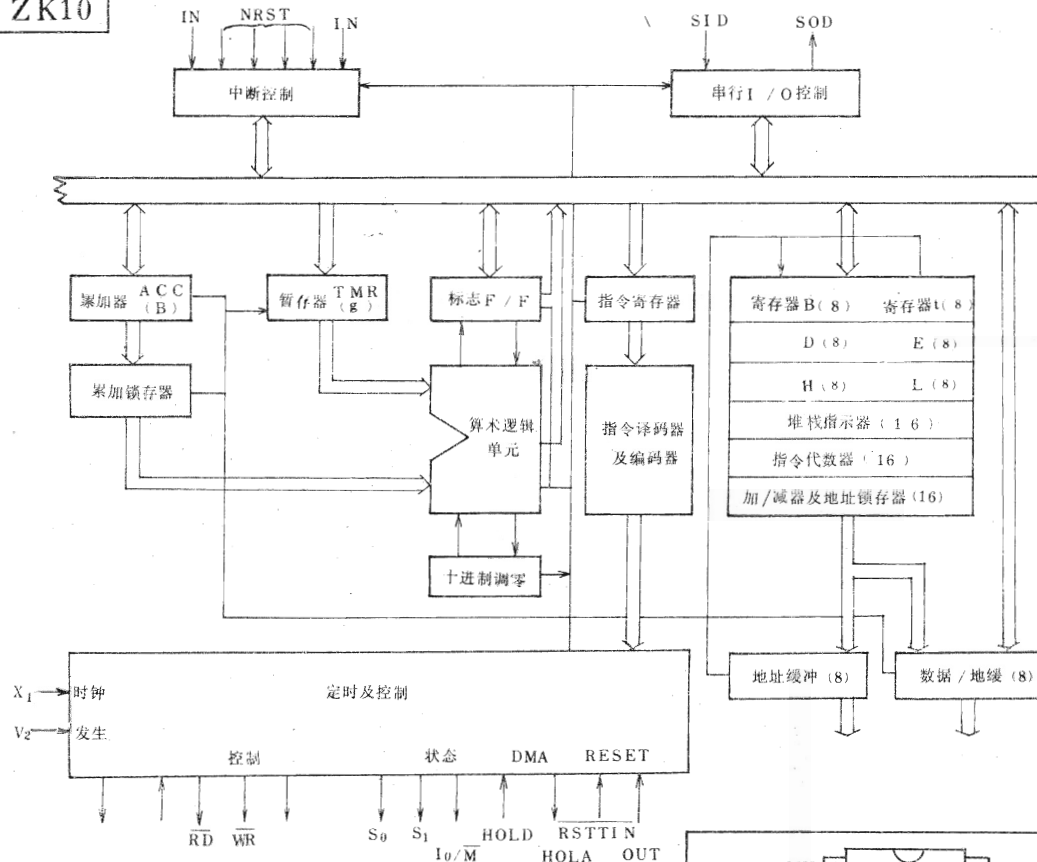 ZK10
IN NRST IN SID SOD
中断控制 串行I/O控制
累加器 ACC (B)
暂存器 TMR (g)
标志F/F
指令寄存器
寄存器B(8) 寄存器t(8)
D(8) E(8)
H(8) L(8)
堆栈指示器(16)
指令代数器(16)
加/减器及地址锁存器(16)
累加锁存器
算术逻辑
单元
指令译码器
及编码器
十进制调零
X1 时钟 定时及控制
V2 发生
地址缓冲(8) 数据/地缓(8)
控制 状态 DMA RESET
RD WR S0 S1 HOLD RSTTIN
I0/M HOLA OUT